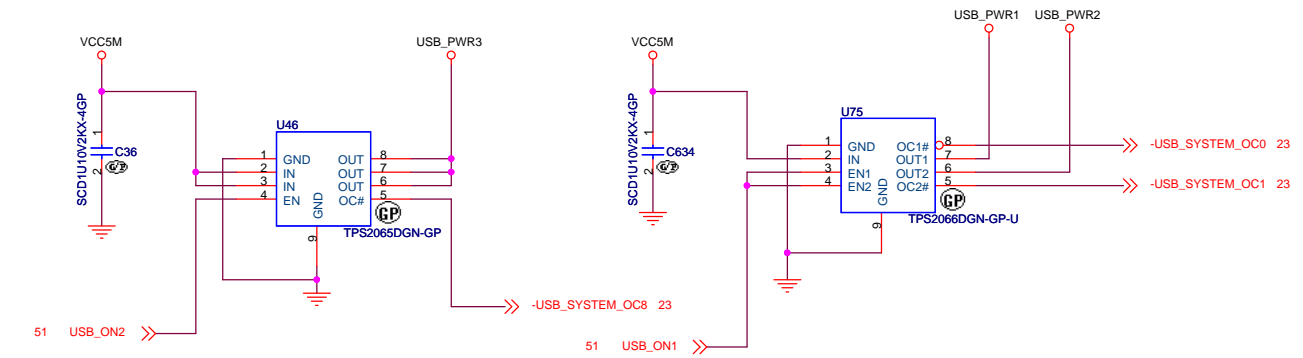 VCC5M
USB_PWR3
SCD1U10V2KX-4GP
1
2
C36
GP
U46
1 GND OUT 8
2 IN OUT 7
3 IN OUT 6
4 EN OC# 5
GND
9
GP
TPS2065DGN-GP
-USB_SYSTEM_OC8 23
51 USB_ON2
USB_PWR1 USB_PWR2
VCC5M
SCD1U10V2KX-4GP
1
2
C634
GP
U75
1 GND OC1# 8
2 IN OUT1 7
3 EN1 OUT2 6
4 EN2 OC2# 5
GND
9
GP
TPS2066DGN-GP-U
-USB_SYSTEM_OC0 23
-USB_SYSTEM_OC1 23
51 USB_ON1